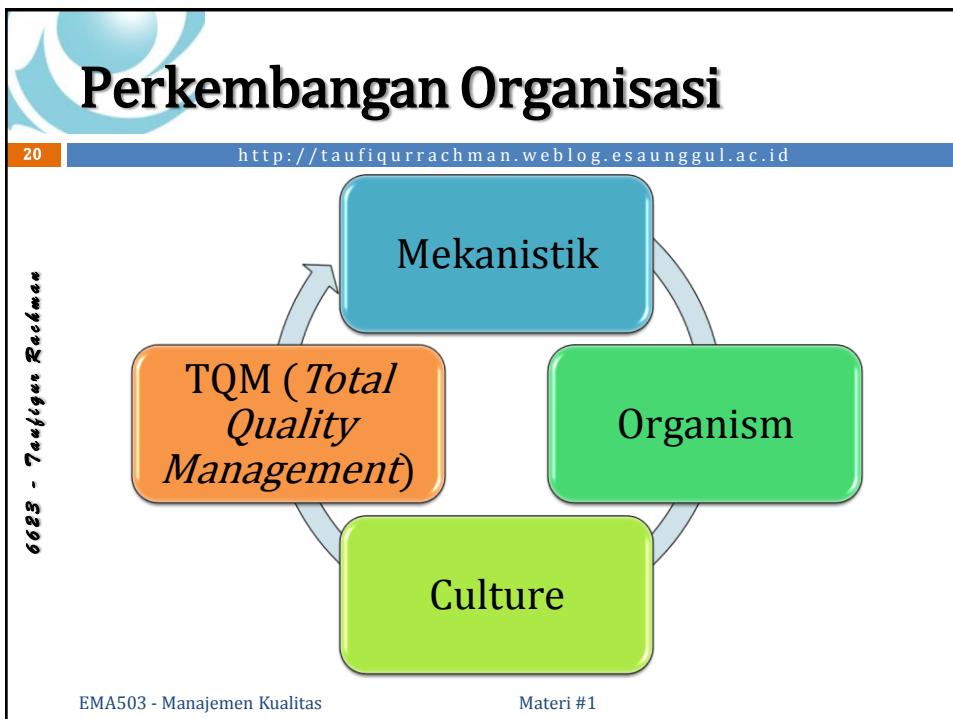 Perkembangan Organisasi
20
http://taufiqurrachman.weblog.esaunggul.ac.id
6623 - Taufiqur Rachman
Mekanistik
TQM (Total
Quality
Management)
Organism
Culture
EMA503 - Manajemen Kualitas
Materi #1